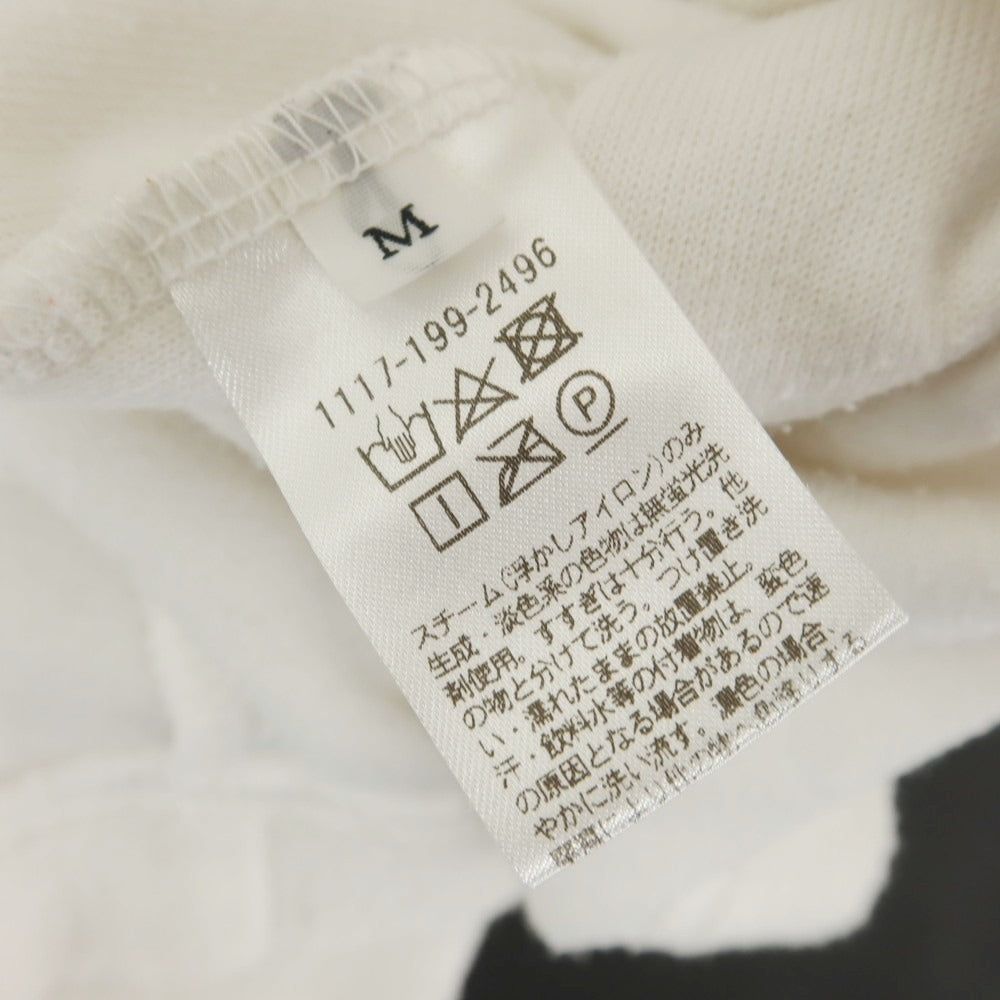 M
1117-199-2496
P
スチーム(浮かしアイロン)のみ
生成・淡色系の色物は無蛍光洗
剤使用。すすぎは十分行う。他
の物と分けて洗う。つけ置き洗
い・濡れたままの放置禁止。
汗・飲料水等の付着物は、変色
の原因となる場合があるので速
やかに洗い流す。濃色の場合、